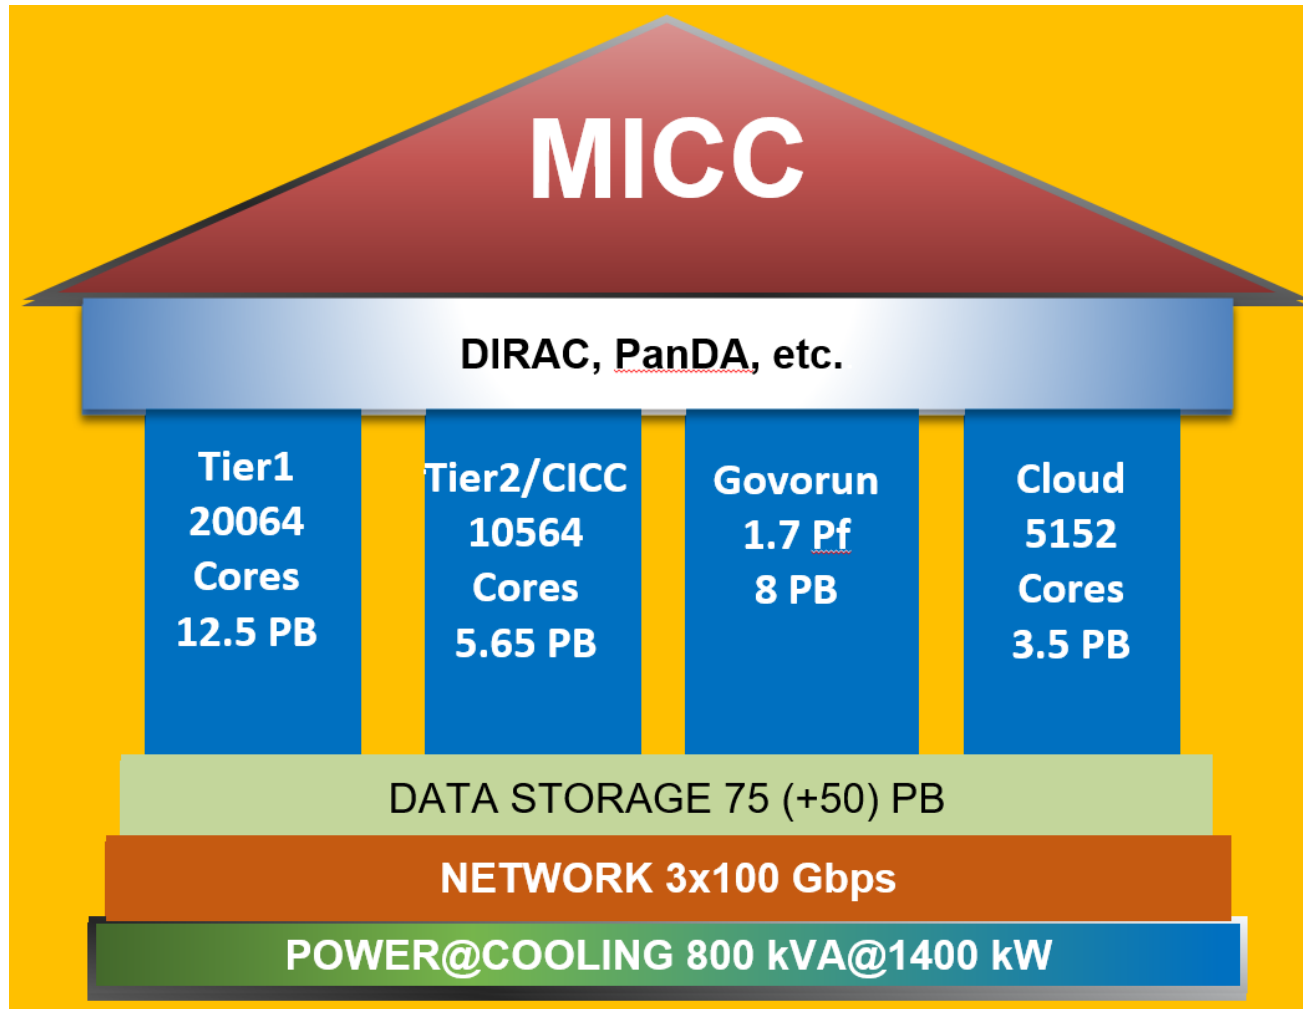 MICC
DIRAC, PanDA, etc.
Tier1
20064
Cores
12.5 PB
Tier2/CICC
10564
Cores
5.65 PB
Govorun
1.7 Pf
8 PB
Cloud
5152
Cores
3.5 PB
DATA STORAGE 75 (+50) PB
NETWORK 3x100 Gbps
POWER@COOLING 800 kVA@1400 kW